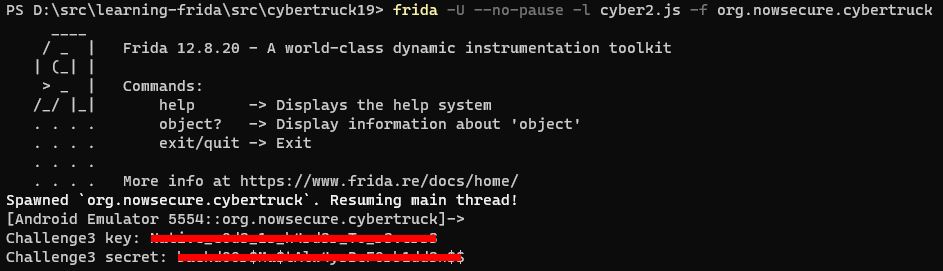 PS D:\src\learning-frida\src\cybertruck19> frida -U --no-pause -l cyber2.js -f org.nowsecure.cybertruck
Frida 12.8.20 - A world-class dynamic instrumentation toolkit
Commands:
help -> Displays the help system
object? -> Display information about 'object'
exit/quit -> Exit
More info at https://www.frida.re/docs/home/
Spawned `org.nowsecure.cybertruck`. Resuming main thread!
[Android Emulator 5554::org.nowsecure.cybertruck]->
Challenge3 key:
Challenge3 secret: